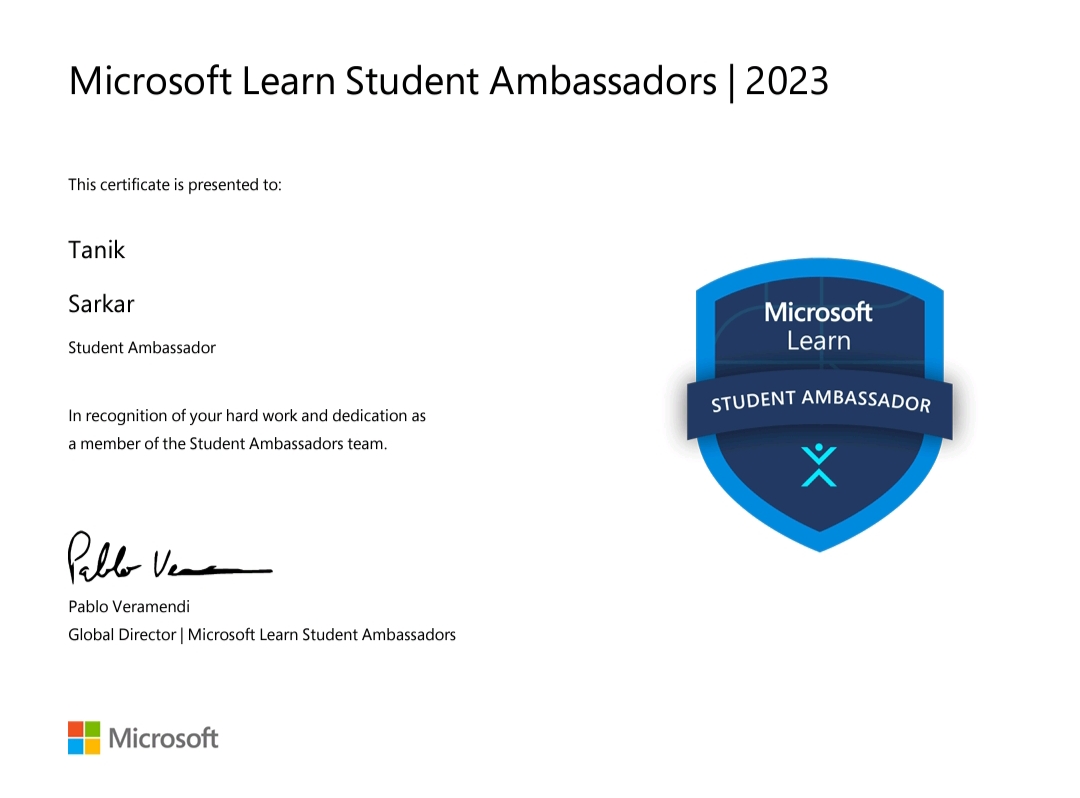 Microsoft Learn Student Ambassadors | 2023
This certificate is presented to:
Tanik
Sarkar
Student Ambassador
In recognition of your hard work and dedication as
a member of the Student Ambassadors team.
Pablo Veramendi
Global Director | Microsoft Learn Student Ambassadors
Microsoft
Microsoft
Learn
STUDENT AMBASSADOR